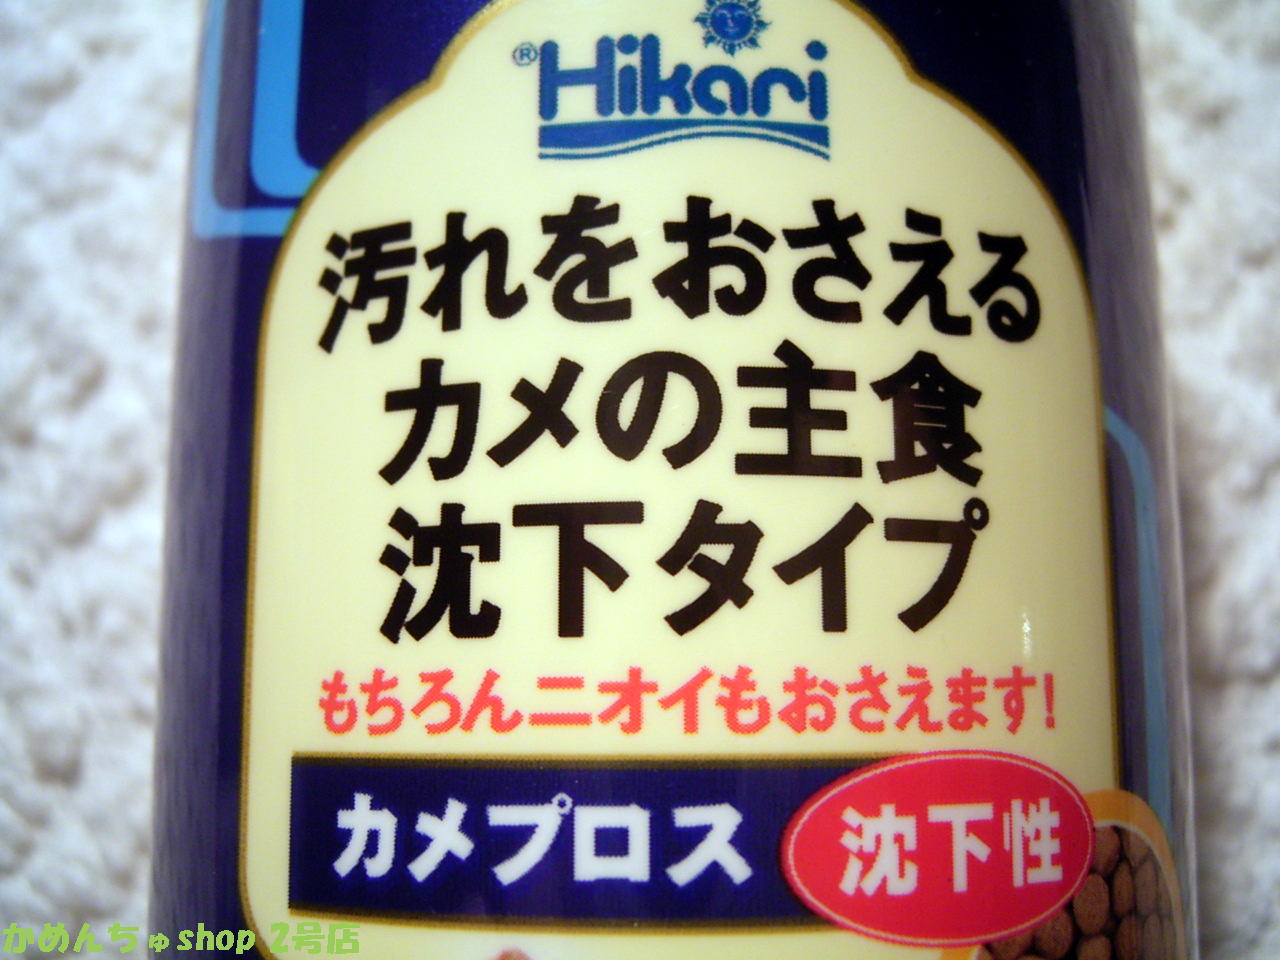 ® Hikari
汚れをおさえる
カメの主食
沈下タイプ
もちろんニオイもおさえます!
カメプロス 沈下性
かめんちゅshop 2号店